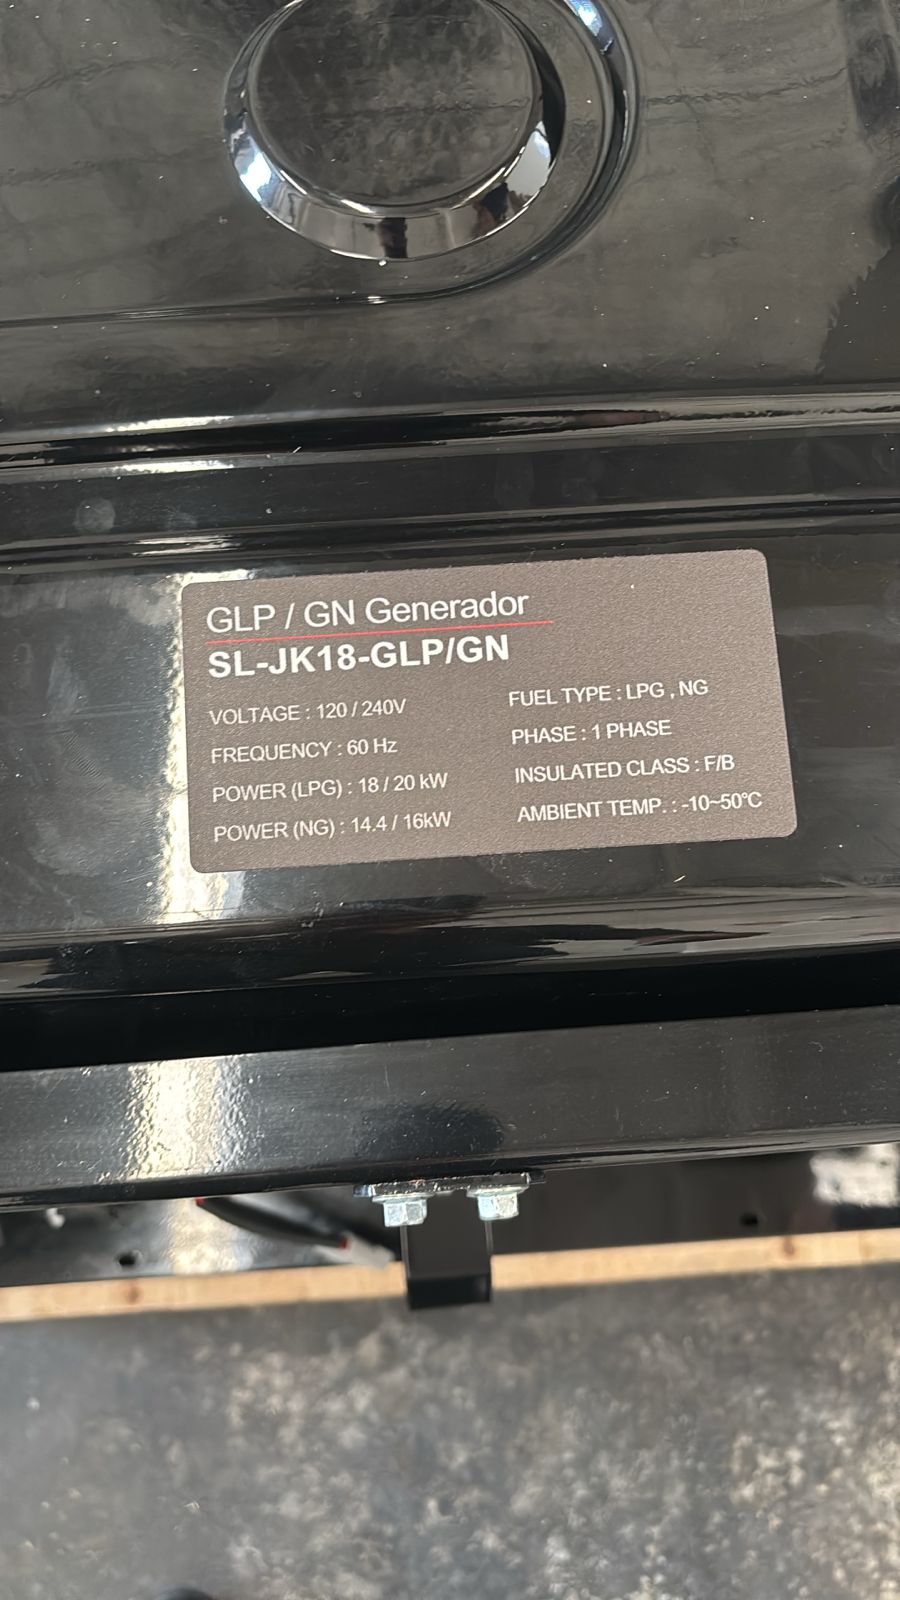 GLP / GN Generador
SL-JK18-GLP/GN
VOLTAGE : 120 / 240V
FREQUENCY : 60 Hz
POWER (LPG) : 18 / 20 kW
POWER (NG) : 14.4 / 16kW
FUEL TYPE : LPG , NG
PHASE : 1 PHASE
INSULATED CLASS : F/B
AMBIENT TEMP. : -10~50℃